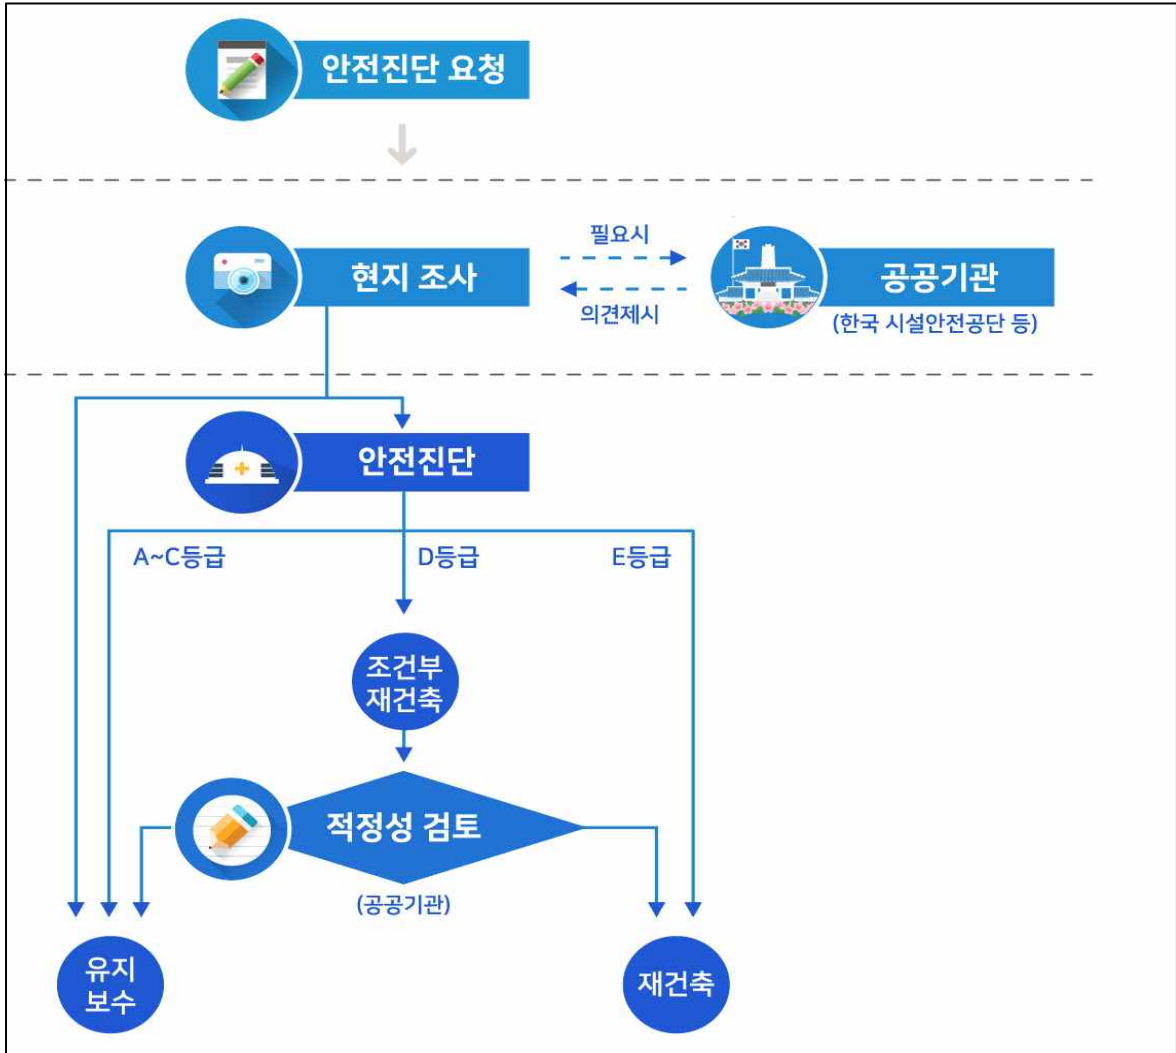 안전진단 요청
필요시
현지 조사
공공기관
의견제시
(한국 시설안전공단 등)
안전진단
A~C등급
D등급
E등급
조건부
재건축
적정성 검토
(공공기관)
유지
보수
재건축